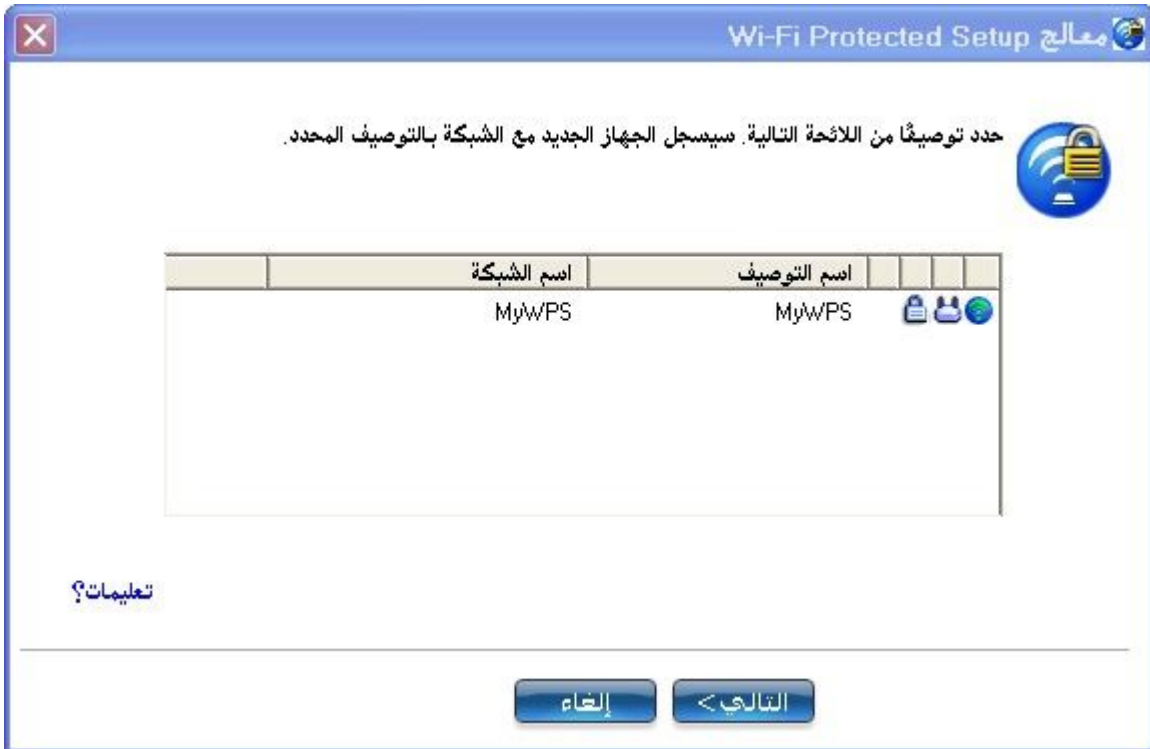 معالج Wi-Fi Protected Setup
حدد توصيفًا من اللائحة التالية. سيسجل الجهاز الجديد مع الشبكة بالتوصيف المحدد.
اسم التوصيف اسم الشبكة
MyWPS MyWPS
تعليمات؟
التالي > إلغاء